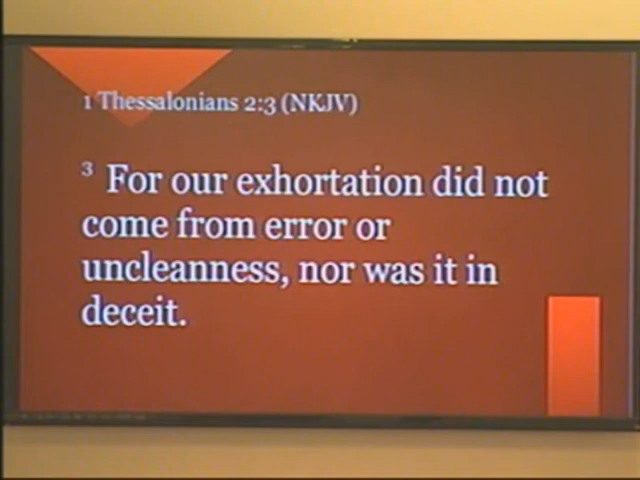 1 Thessalonians 2:3 (NKJV)
3 For our exhortation did not
come from error or
uncleanness, nor was it in
deceit.